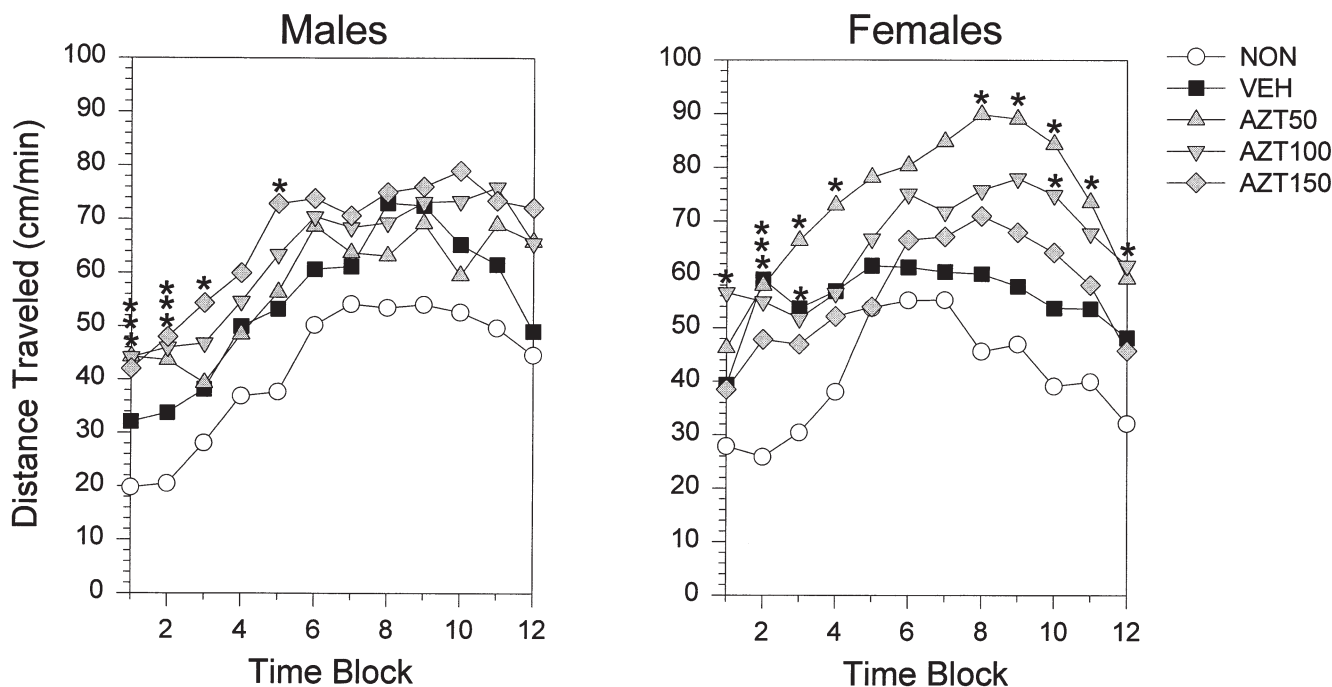 Males
Females
Distance Traveled (cm/min)
100
90
80
70
60
50
40
30
20
10
0
* * * * * * * *
2 4 6 8 10 12
Time Block
100
90
80
70
60
50
40
30
20
10
0
* * * * * * * * * * * * *
2 4 6 8 10 12
Time Block
NON
VEH
AZT50
AZT100
AZT150